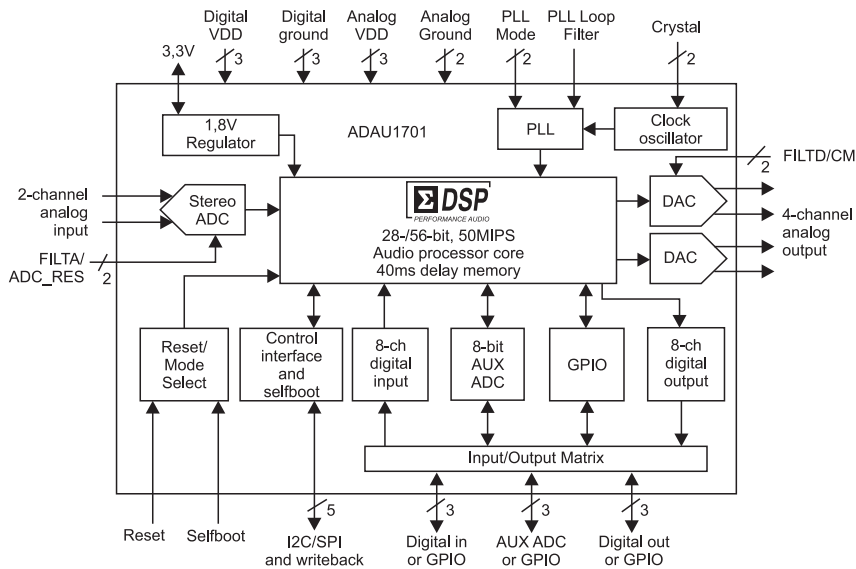 Digital
VDD
Digital
ground
Analog
VDD
Analog
Ground
PLL
Mode
PLL Loop
Filter
Crystal
3,3V
3
3
3
2
2
2
1,8V
Regulator
ADAU1701
PLL
Clock
oscillator
FILTD/CM
2
2-channel
analog
input
Stereo
ADC
Σ DSP
PERFORMANCE AUDIO
28-/56-bit, 50MIPS
Audio processor core
40ms delay memory
DAC
DAC
4-channel
analog
output
FILTA/
ADC_RES
2
Reset/
Mode
Select
Control
interface
and
selfboot
8-ch
digital
input
8-bit
AUX
ADC
GPIO
8-ch
digital
output
Input/Output Matrix
5
3
3
3
Reset
Selfboot
I2C/SPI
and writeback
Digital in
or GPIO
AUX ADC
or GPIO
Digital out
or GPIO